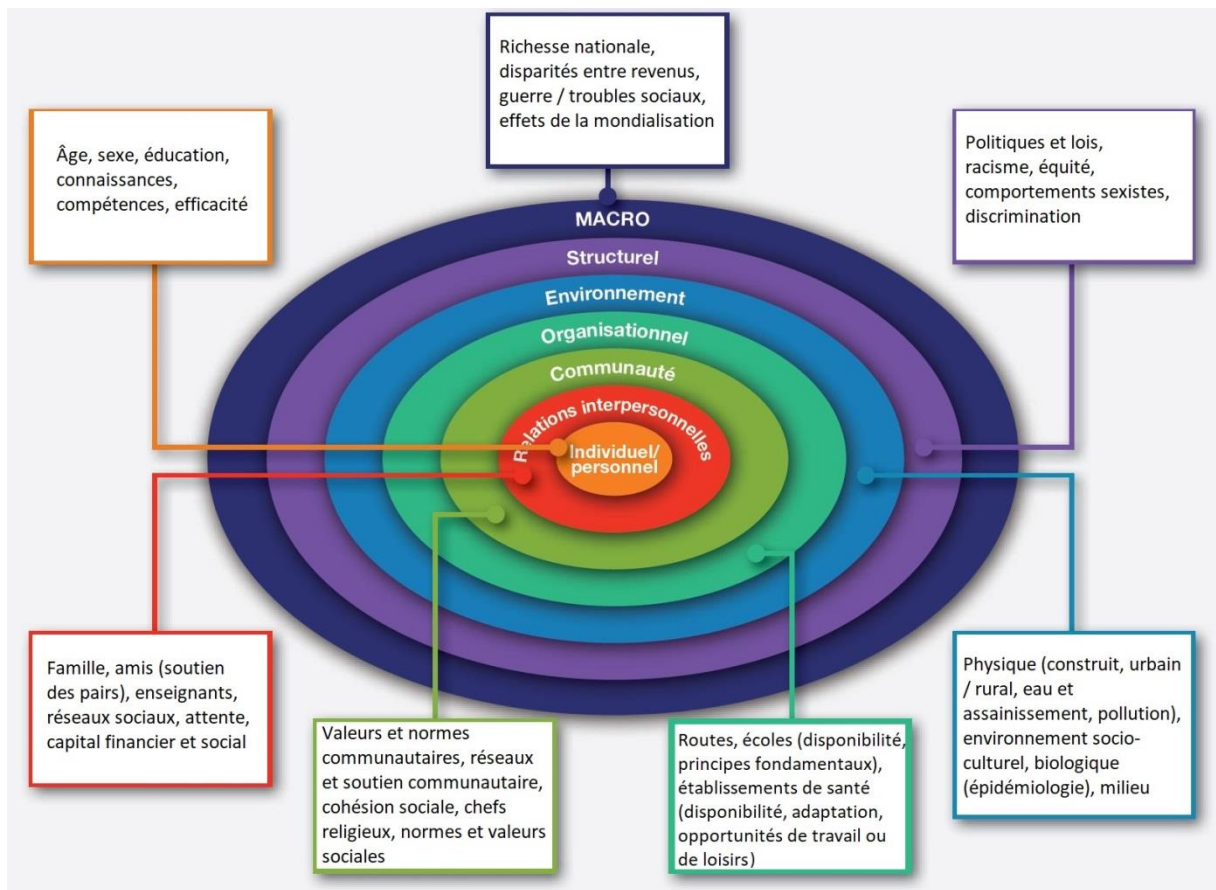 Richesse nationale,
disparités entre revenus,
guerre / troubles sociaux,
effets de la mondialisation
Âge, sexe, éducation,
connaissances,
compétences, efficacité
Politiques et lois,
racisme, équité,
comportements sexistes,
discrimination
MACRO
Structurel
Environnement
Organisationnel
Communauté
Relations interpersonnelles
Individuel/
personnel
Famille, amis (soutien
des pairs), enseignants,
réseaux sociaux, attente,
capital financier et social
Valeurs et normes
communautaires, réseaux
et soutien communautaire,
cohésion sociale, chefs
religieux, normes et valeurs
sociales
Routes, écoles (disponibilité,
principes fondamentaux),
établissements de santé
(disponibilité, adaptation,
opportunités de travail ou
de loisirs)
Physique (construit, urbain
/ rural, eau et
assainissement, pollution),
environnement socio-
culturel, biologique
(épidémiologie), milieu